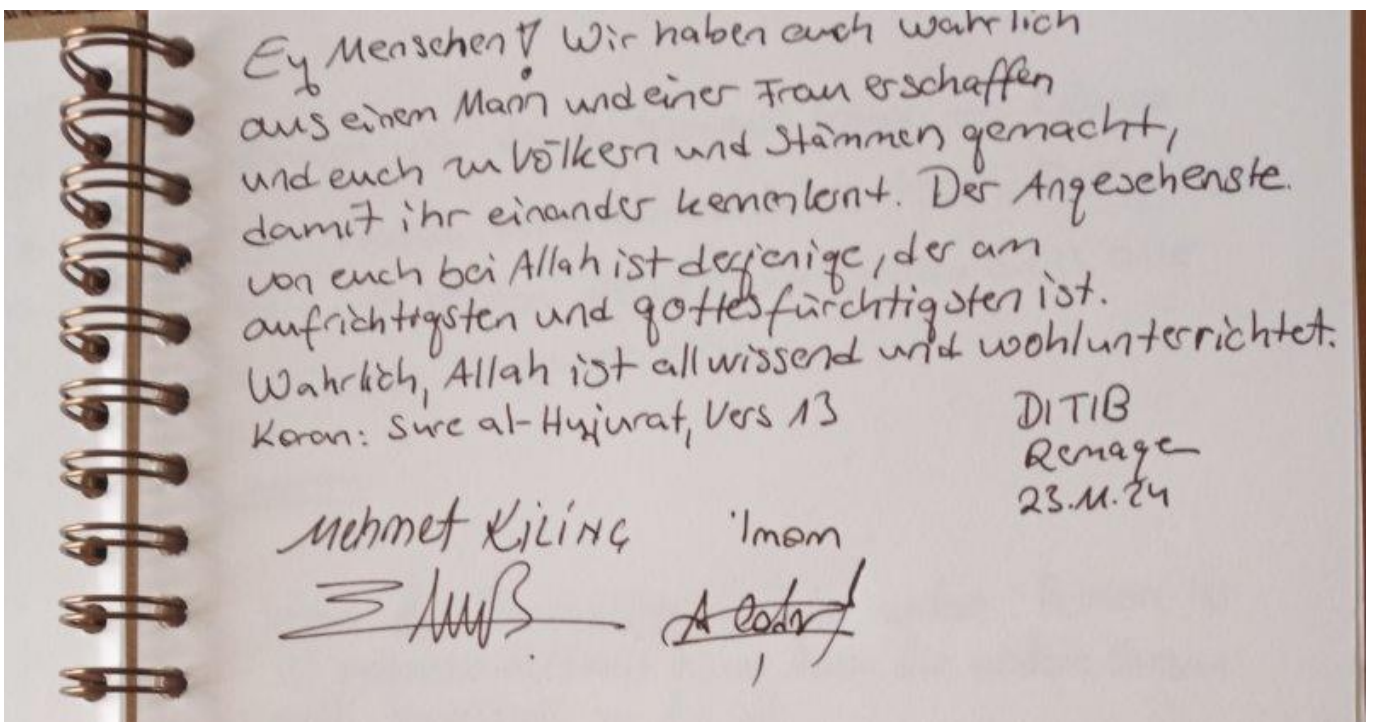 Ey Menschen! Wir haben euch wahrlich
aus einem Mann und einer Frau erschaffen
und euch zu Völkern und Stämmen gemacht,
damit ihr einander kennenlernt. Der Angesehenste
von euch bei Allah ist derjenige, der am
aufrichtigsten und gottesfürchtigsten ist.
Wahrlich, Allah ist allwissend und wohlunterrichtet.
Koran: Sure al-Hujurat, Vers 13
DITIB
Remagen
23.11.24
Mehmet KiLiNÇ imam